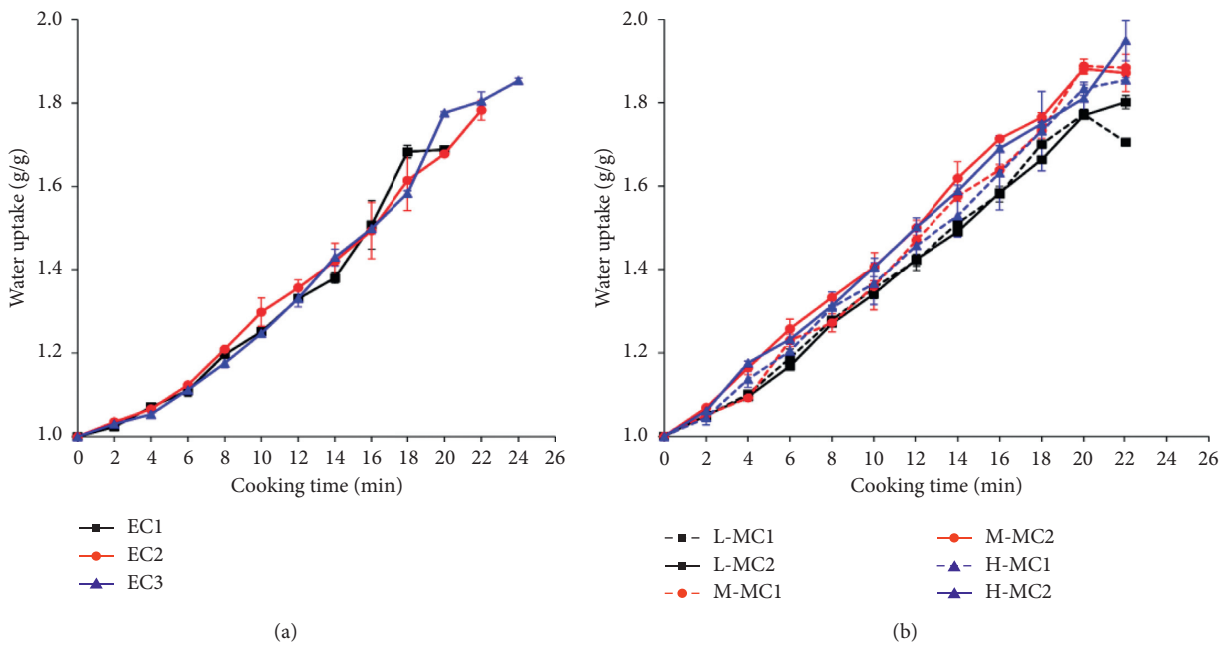 2.0
1.8
1.6
1.4
1.2
1.0
Water uptake (g/g)
0 2 4 6 8 10 12 14 16 18 20 22 24 26
Cooking time (min)
EC1
EC2
EC3
(a)
2.0
1.8
1.6
1.4
1.2
1.0
Water uptake (g/g)
0 2 4 6 8 10 12 14 16 18 20 22 24 26
Cooking time (min)
L-MC1
L-MC2
M-MC1
M-MC2
H-MC1
H-MC2
(b)